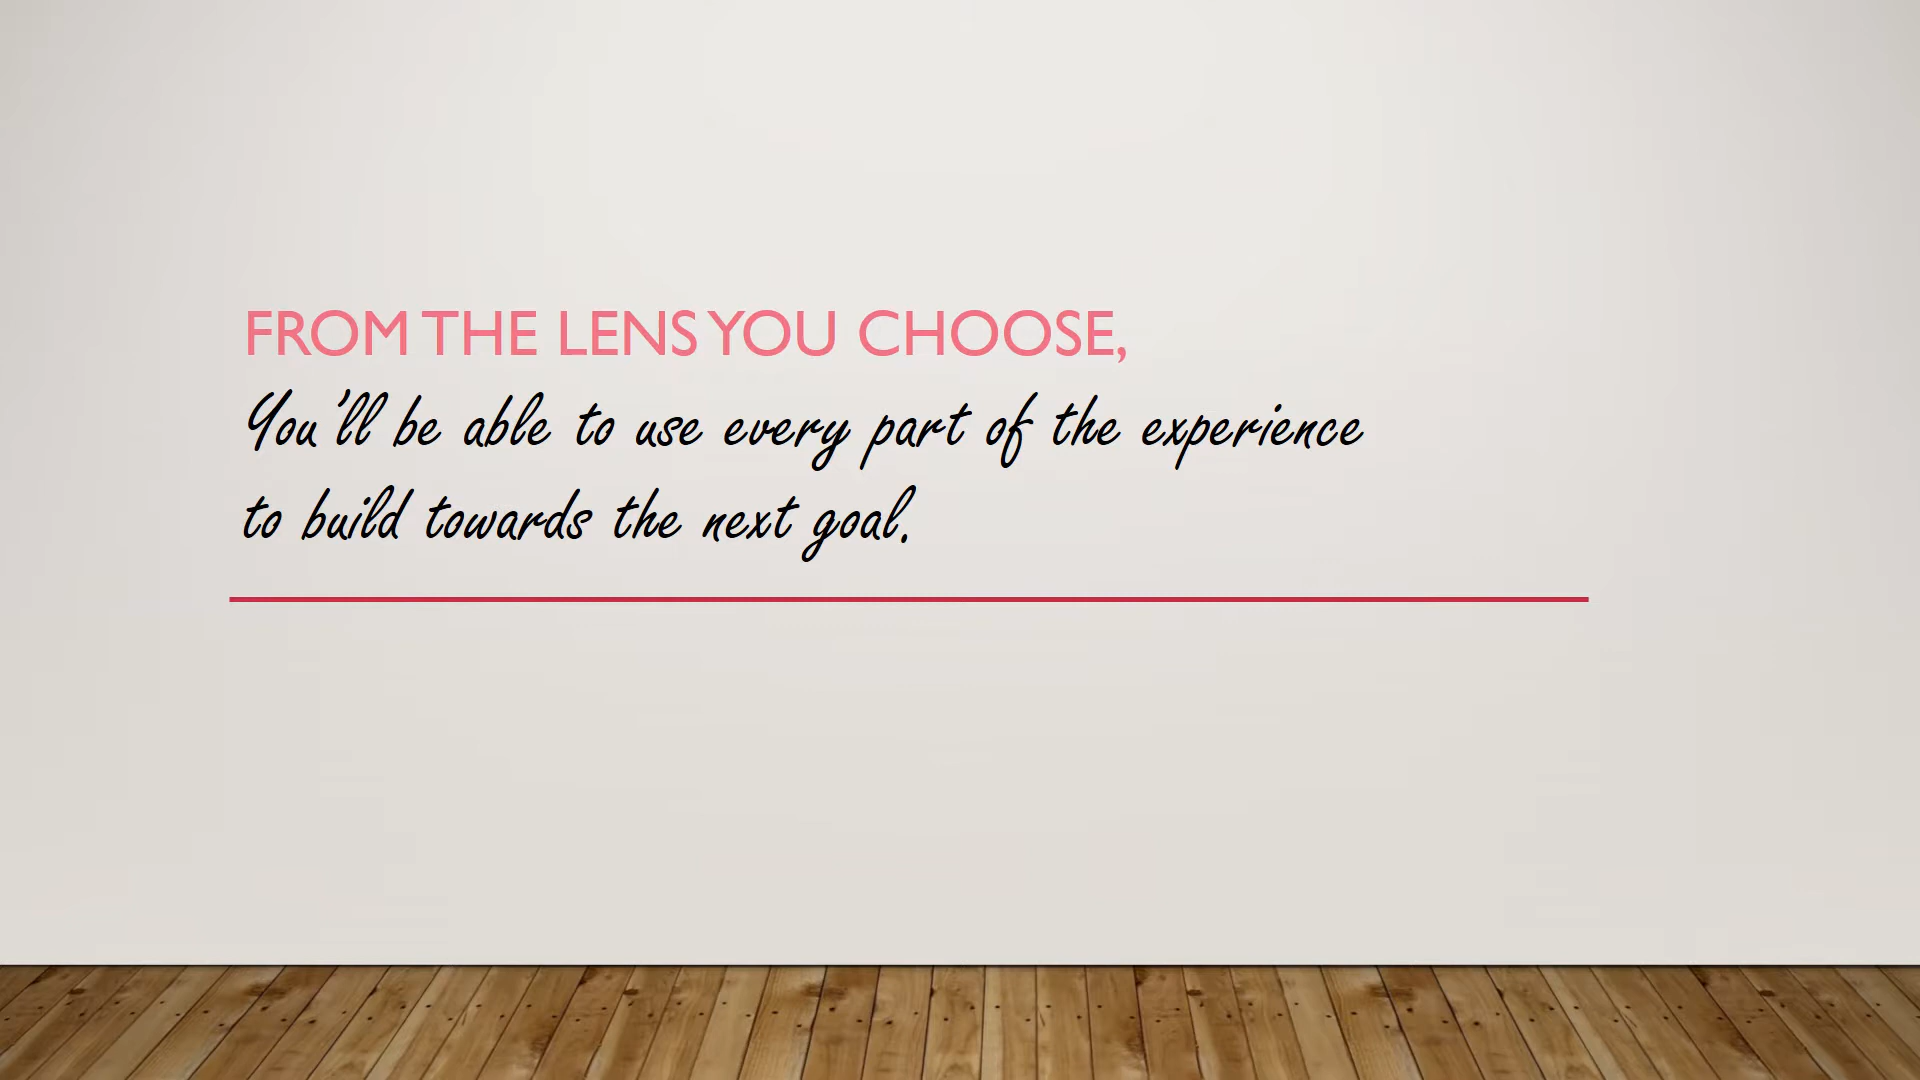 FROM THE LENS YOU CHOOSE,
You'll be able to use every part of the experience
to build towards the next goal.